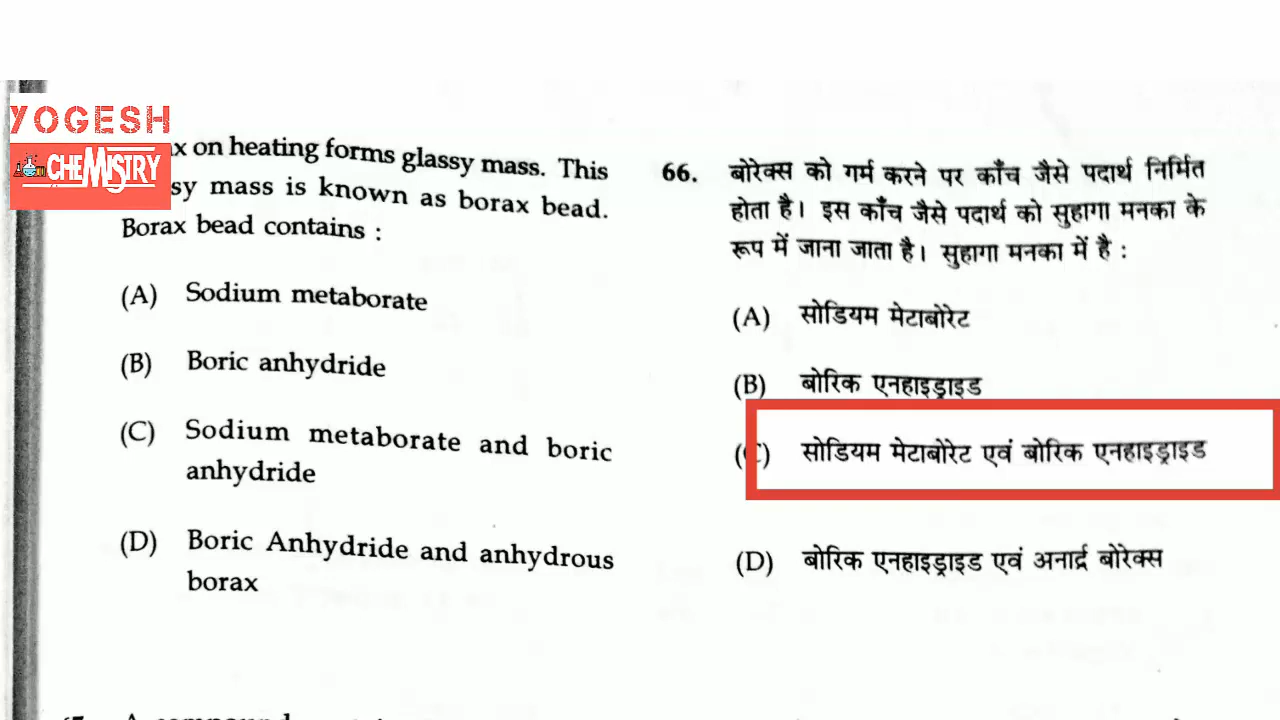 YOGESH
CHEMISTRY
on heating forms glassy mass. This
mass is known as borax bead.
Borax bead contains :
(A) Sodium metaborate
(B) Boric anhydride
(C) Sodium metaborate and boric
anhydride
(D) Boric Anhydride and anhydrous
borax
66. बोरेक्स को गर्म करने पर काँच जैसे पदार्थ निर्मित
होता है। इस काँच जैसे पदार्थ को सुहागा मनका के
रूप में जाना जाता है। सुहागा मनका में है :
(A) सोडियम मेटाबोरेट
(B) बोरिक एनहाइड्राइड
(C) सोडियम मेटाबोरेट एवं बोरिक एनहाइड्राइड
(D) बोरिक एनहाइड्राइड एवं अनार्द्र बोरेक्स